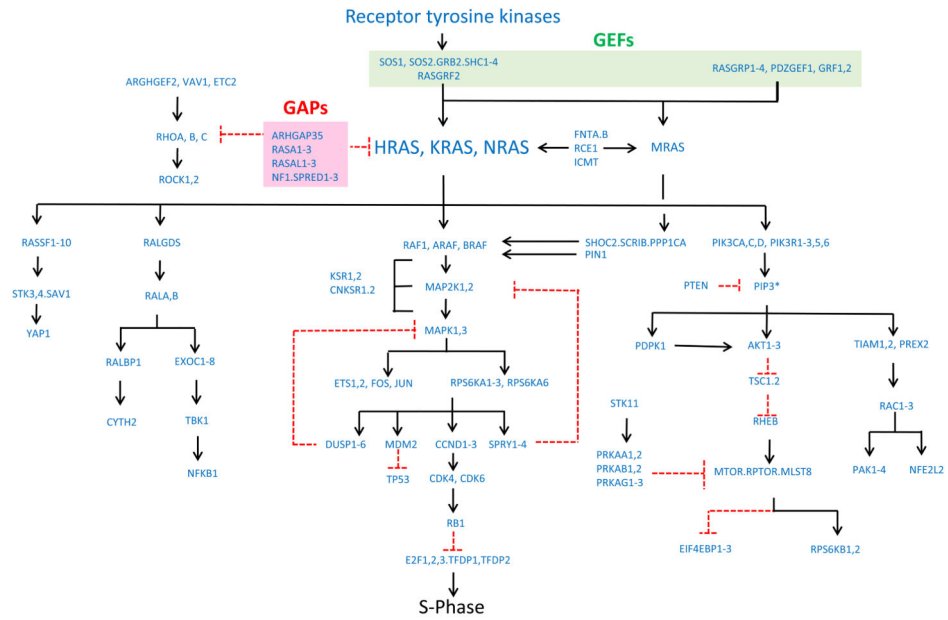 Receptor tyrosine kinases
GEFs
SOS1, SOS2.GRB2.SHC1-4
RASGRF2
RASGRP1-4, PDZGEF1, GRF1,2
ARGHGEF2, VAV1, ETC2
GAPs
RHOA, B, C
ARHGAP35
RASA1-3
RASAL1-3
NF1.SPRED1-3
HRAS, KRAS, NRAS
FNTA.B
RCE1
ICMT
MRAS
ROCK1,2
RASSF1-10
RALGDS
RAF1, ARAF, BRAF
SHOC2.SCRIB.PPP1CA
PIN1
PIK3CA,C,D, PIK3R1-3,5,6
KSR1,2
CNKSR1.2
STK3,4.SAV1
RALA,B
MAP2K1,2
PTEN
PIP3*
YAP1
MAPK1,3
RALBP1
EXOC1-8
PDPK1
AKT1-3
TIAM1,2, PREX2
ETS1,2, FOS, JUN
RPS6KA1-3, RPS6KA6
TSC1.2
CYTH2
TBK1
STK11
RHEB
RAC1-3
DUSP1-6
MDM2
CCND1-3
SPRY1-4
NFKB1
TP53
CDK4, CDK6
PRKAA1,2
PRKAB1,2
PRKAG1-3
MTOR.RPTOR.MLST8
PAK1-4
NFE2L2
RB1
E2F1,2,3.TFDP1,TFDP2
EIF4EBP1-3
RPS6KB1,2
S-Phase